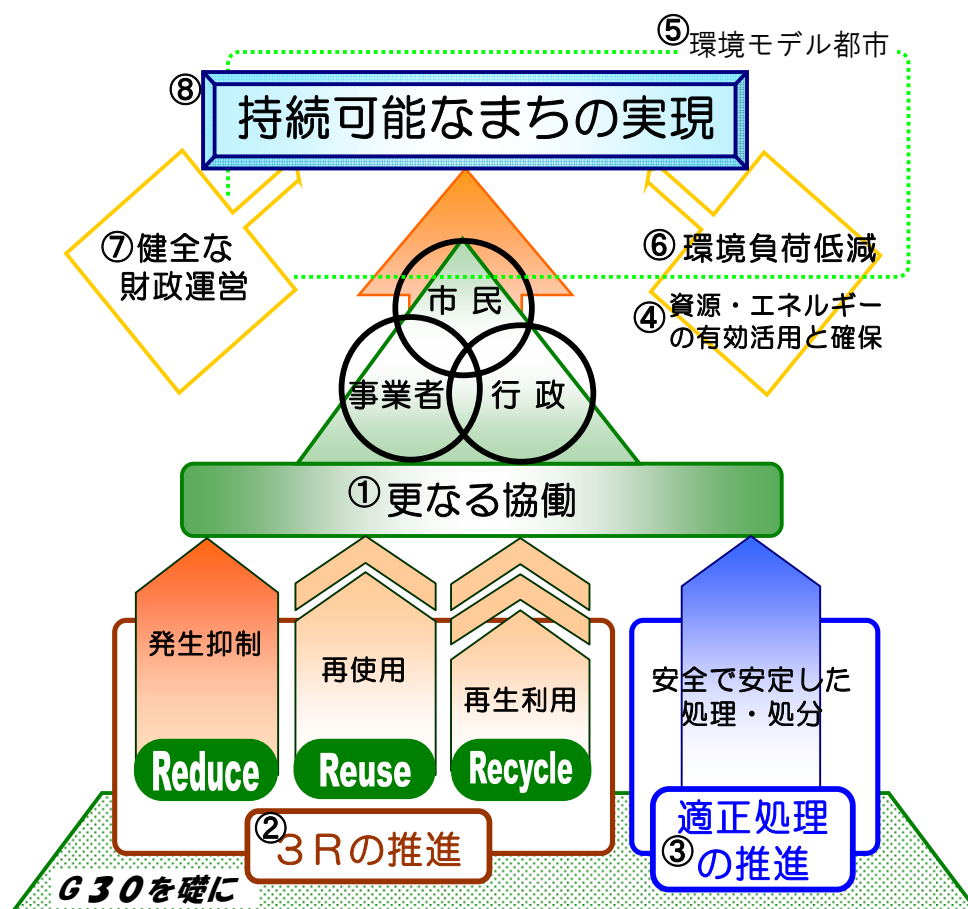 ⑤環境モデル都市
⑧持続可能なまちの実現
⑦健全な
財政運営
⑥環境負荷低減
④資源・エネルギー
の有効活用と確保
市民
事業者
行政
①更なる協働
発生抑制
Reduce
再使用
Reuse
再生利用
Recycle
安全で安定した
処理・処分
②3Rの推進
適正処理
③の推進
G30を礎に